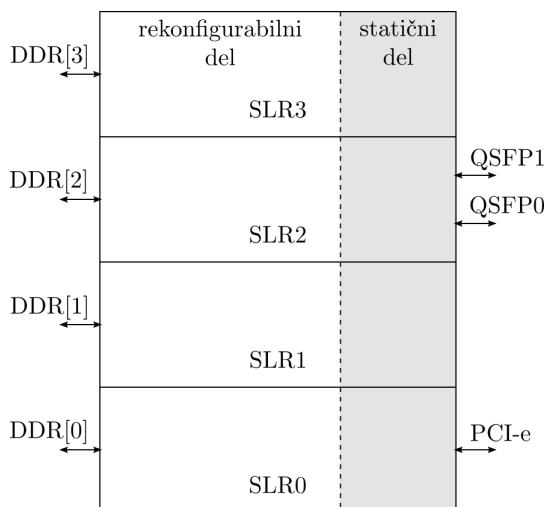 rekonfigurabilni
del
statični
del
DDR[3]
SLR3
QSFP1
DDR[2]
QSFP0
SLR2
DDR[1]
SLR1
DDR[0]
PCI-e
SLR0